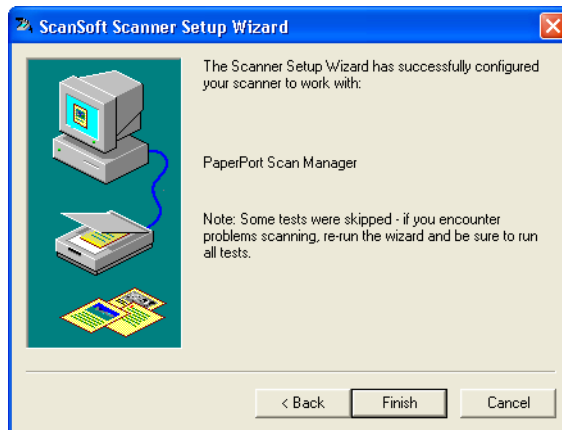 ScanSoft Scanner Setup Wizard
The Scanner Setup Wizard has successfully configured
your scanner to work with:
PaperPort Scan Manager
Note: Some tests were skipped - if you encounter
problems scanning, re-run the wizard and be sure to run
all tests.
< Back
Finish
Cancel